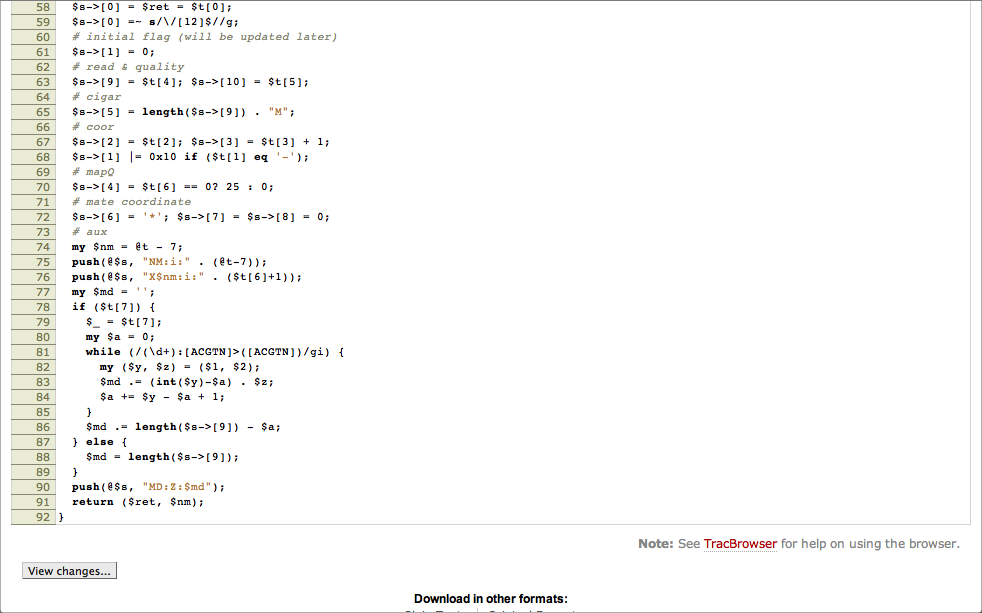 58 $s->[0] = $ret = $t[0];
59 $s->[0] =~ s/\/[12]$//g;
60 # initial flag (will be updated later)
61 $s->[1] = 0;
62 # read & quality
63 $s->[9] = $t[4]; $s->[10] = $t[5];
64 # cigar
65 $s->[5] = length($s->[9]) . "M";
66 # coor
67 $s->[2] = $t[2]; $s->[3] = $t[3] + 1;
68 $s->[1] |= 0x10 if ($t[1] eq '-');
69 # mapQ
70 $s->[4] = $t[6] == 0? 25 : 0;
71 # mate coordinate
72 $s->[6] = '*'; $s->[7] = $s->[8] = 0;
73 # aux
74 my $nm = @t - 7;
75 push(@$s, "NM:i:" . (@t-7));
76 push(@$s, "X$nm:i:" . ($t[6]+1));
77 my $md = '';
78 if ($t[7]) {
79 $_ = $t[7];
80 my $a = 0;
81 while (/(\d+):[ACGTN]>([ACGTN])/gi) {
82 my ($y, $z) = ($1, $2);
83 $md .= (int($y)-$a) . $z;
84 $a += $y - $a + 1;
85 }
86 $md .= length($s->[9]) - $a;
87 } else {
88 $md = length($s->[9]);
89 }
90 push(@$s, "MD:Z:$md");
91 return ($ret, $nm);
92 }
Note: See TracBrowser for help on using the browser.
View changes...
Download in other formats: